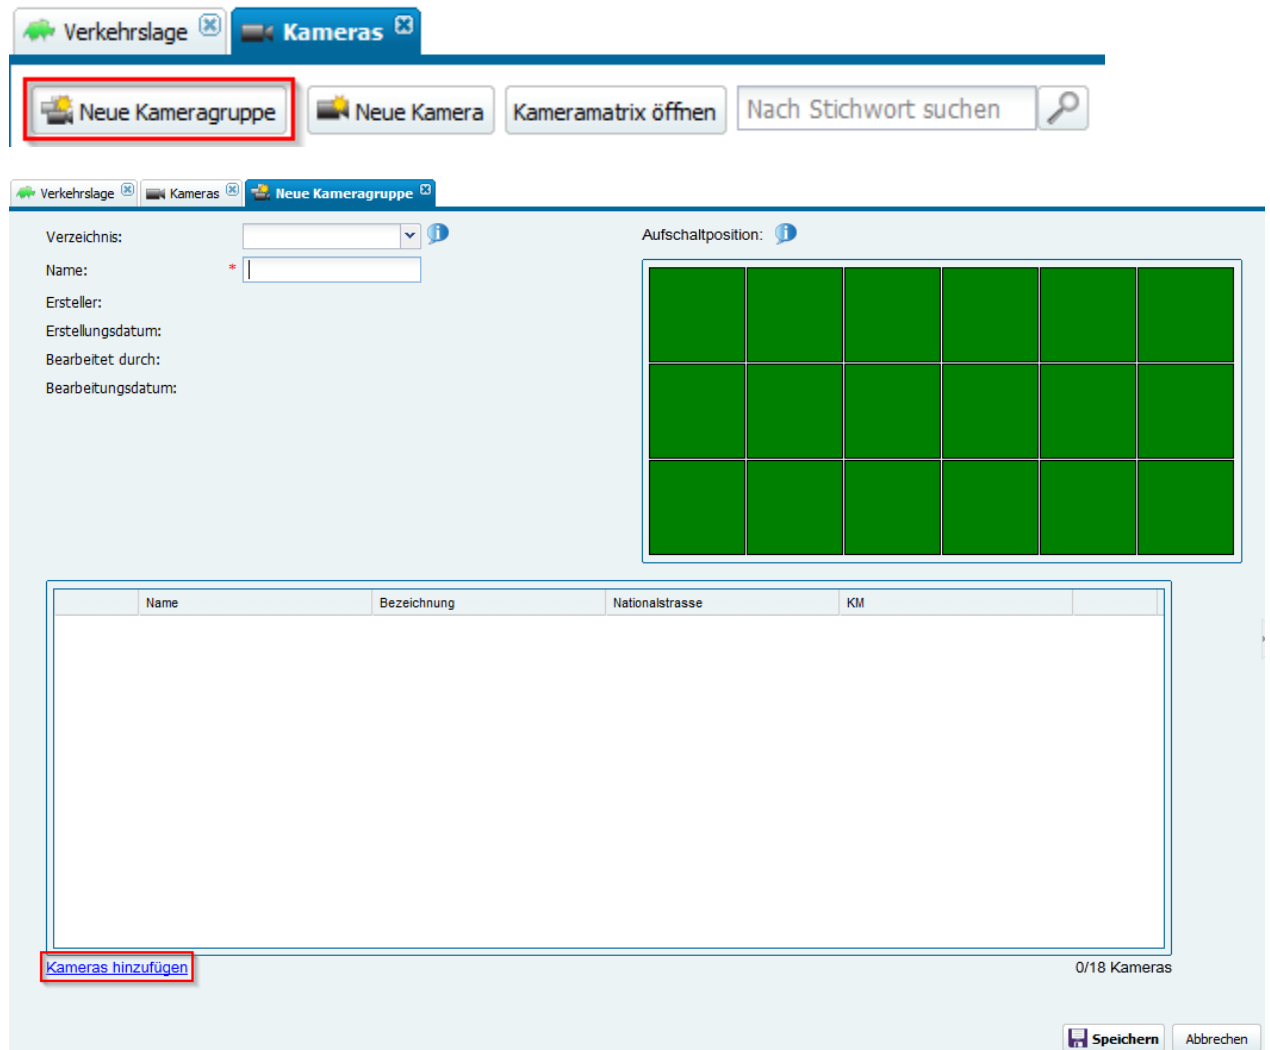 Verkehrslage Kameras
Neue Kameragruppe Neue Kamera Kameramatrix öffnen Nach Stichwort suchen
Verkehrslage Kameras Neue Kameragruppe
Verzeichnis: Aufschaltposition:
Name: *
Ersteller:
Erstellungsdatum:
Bearbeitet durch:
Bearbeitungsdatum:
Name Bezeichnung Nationalstrasse KM
Kameras hinzufügen 0/18 Kameras
Speichern Abbrechen